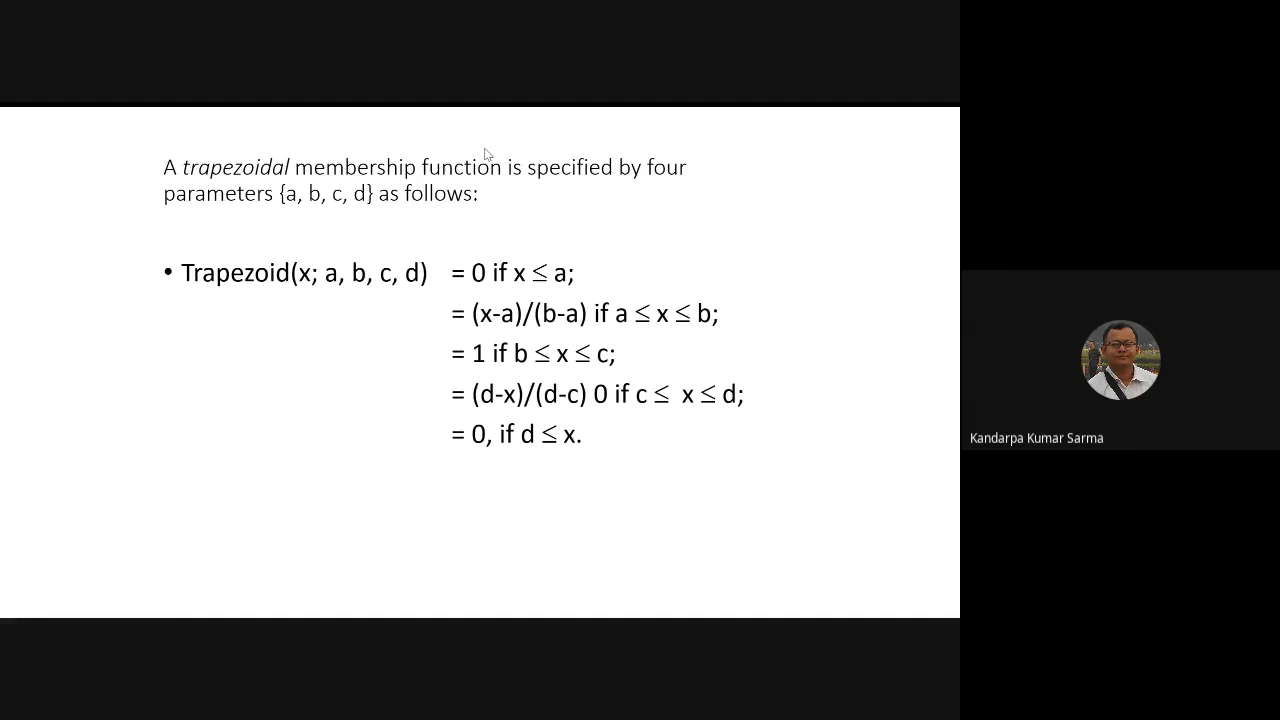 A trapezoidal membership function is specified by four
parameters {a, b, c, d} as follows:
• Trapezoid(x; a, b, c, d) = 0 if x ≤ a;
= (x-a)/(b-a) if a ≤ x ≤ b;
= 1 if b ≤ x ≤ c;
= (d-x)/(d-c) 0 if c ≤ x ≤ d;
= 0, if d ≤ x.
Kandarpa Kumar Sarma